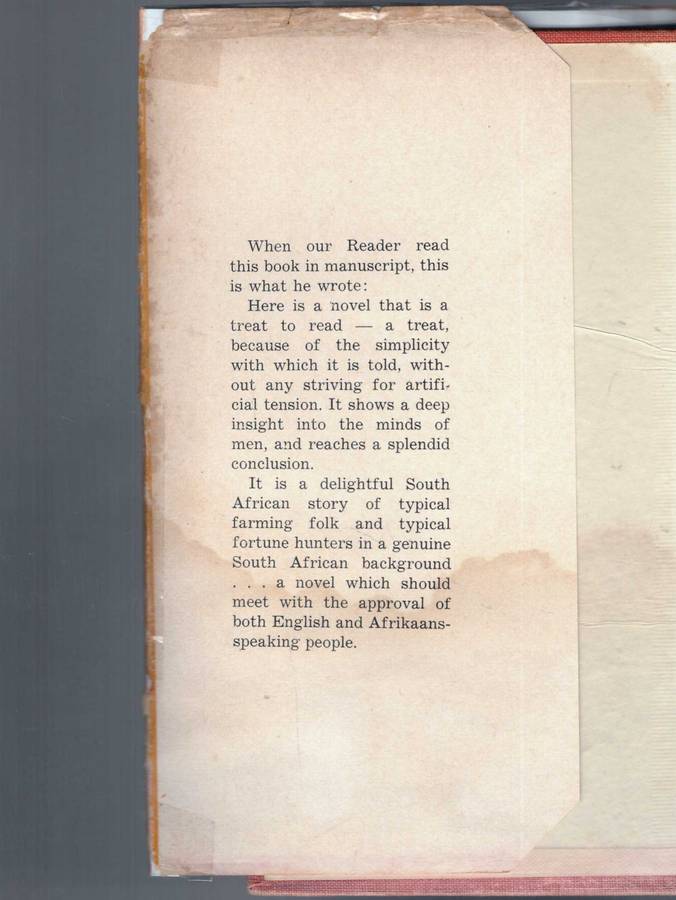 When our Reader read
this book in manuscript, this
is what he wrote:
Here is a novel that is a
treat to read — a treat,
because of the simplicity
with which it is told, with-
out any striving for artifi-
cial tension. It shows a deep
insight into the minds of
men, and reaches a splendid
conclusion.
It is a delightful South
African story of typical
farming folk and typical
fortune hunters in a genuine
South African background
. . . a novel which should
meet with the approval of
both English and Afrikaans-
speaking people.